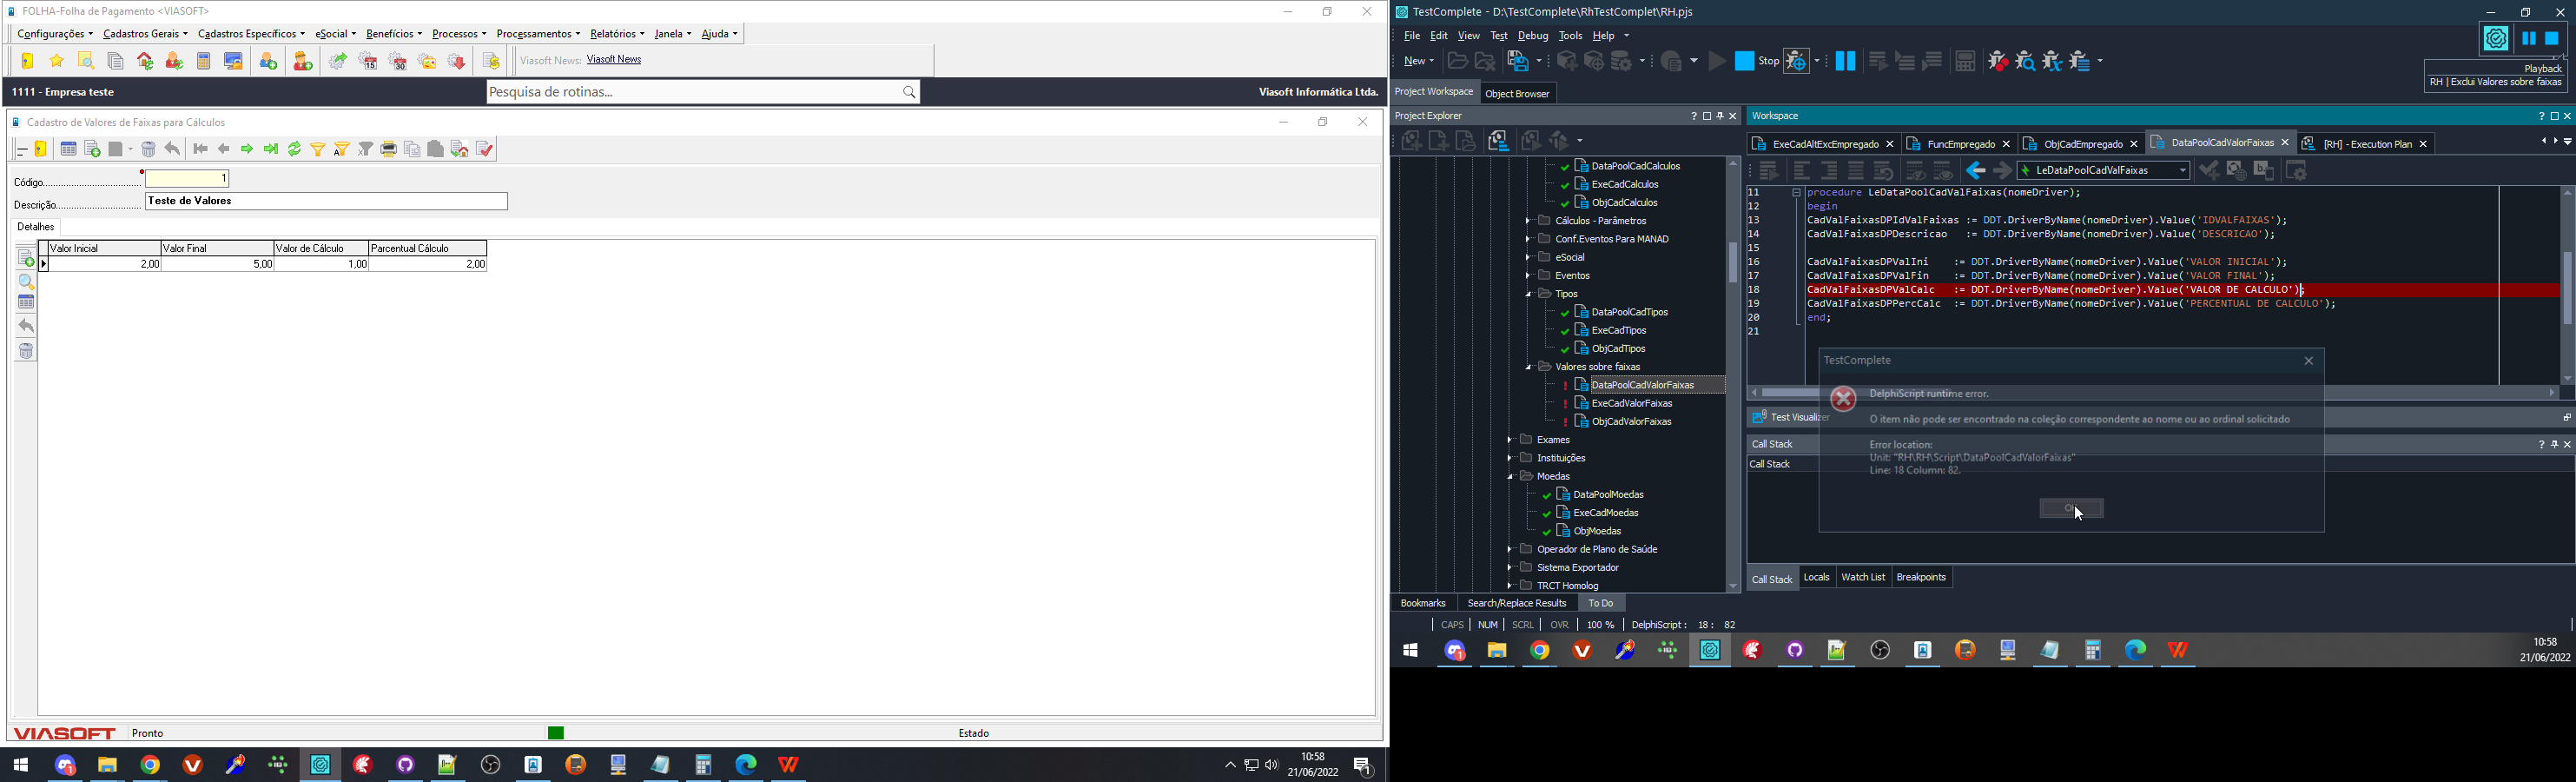 FOLHA-Folha de Pagamento <VIASOFT>
Configurações Cadastros Gerais Cadastros Específicos eSocial Benefícios Processos Processamentos Relatórios Janela Ajuda
15 30 Viasoft News: Viasoft News
1111 - Empresa teste Pesquisa de rotinas... Viasoft Informática Ltda.
Cadastro de Valores de Faixas para Cálculos
Código 1
Descrição Teste de Valores
Detalhes
Valor Inicial Valor Final Valor de Cálculo Parcentual Cálculo
2,00 5,00 1,00 2,00
VIASOFT Pronto Estado
10:58
21/06/2022
TestComplete - D:\TestComplete\RhTestComplet\RH.pjs
File Edit View Test Debug Tools Help
New Stop
Playback
RH | Exclui Valores sobre faixas
Project Workspace Object Browser
Project Explorer
DataPoolCadCalculos
ExeCadCalculos
ObjCadCalculos
Cálculos - Parâmetros
Conf.Eventos Para MANAD
eSocial
Eventos
Tipos
DataPoolCadTipos
ExeCadTipos
ObjCadTipos
Valores sobre faixas
DataPoolCadValorFaixas
ExeCadValorFaixas
ObjCadValorFaixas
Exames
Instituições
Moedas
DataPoolMoedas
ExeCadMoedas
ObjMoedas
Operador de Plano de Saúde
Sistema Exportador
TRCT Homolog
Workspace
ExeCadAltExcEmpregado FuncEmpregado ObjCadEmpregado DataPoolCadValorFaixas [RH] - Execution Plan
LeDataPoolCadValFaixas
11 procedure LeDataPoolCadValFaixas(nomeDriver);
12 begin
13 CadValFaixasDPIdValFaixas := DDT.DriverByName(nomeDriver).Value('IDVALFAIXAS');
14 CadValFaixasDPDescricao := DDT.DriverByName(nomeDriver).Value('DESCRICAO');
15
16 CadValFaixasDPValIni := DDT.DriverByName(nomeDriver).Value('VALOR INICIAL');
17 CadValFaixasDPValFin := DDT.DriverByName(nomeDriver).Value('VALOR FINAL');
18 CadValFaixasDPValCalc := DDT.DriverByName(nomeDriver).Value('VALOR DE CALCULO');
19 CadValFaixasDPPercCalc := DDT.DriverByName(nomeDriver).Value('PERCENTUAL DE CALCULO');
20 end;
21
Test Visualizer
Call Stack
Call Stack
TestComplete
DelphiScript runtime error.
O item não pode ser encontrado na coleção correspondente ao nome ou ao ordinal solicitado
Error location:
Unit: "RH\RH\Script\DataPoolCadValorFaixas"
Line: 18 Column: 82.
Call Stack Locals Watch List Breakpoints
Bookmarks Search/Replace Results To Do
CAPS NUM SCRL OVR 100 % DelphiScript: 18: 82
10:58
21/06/2022